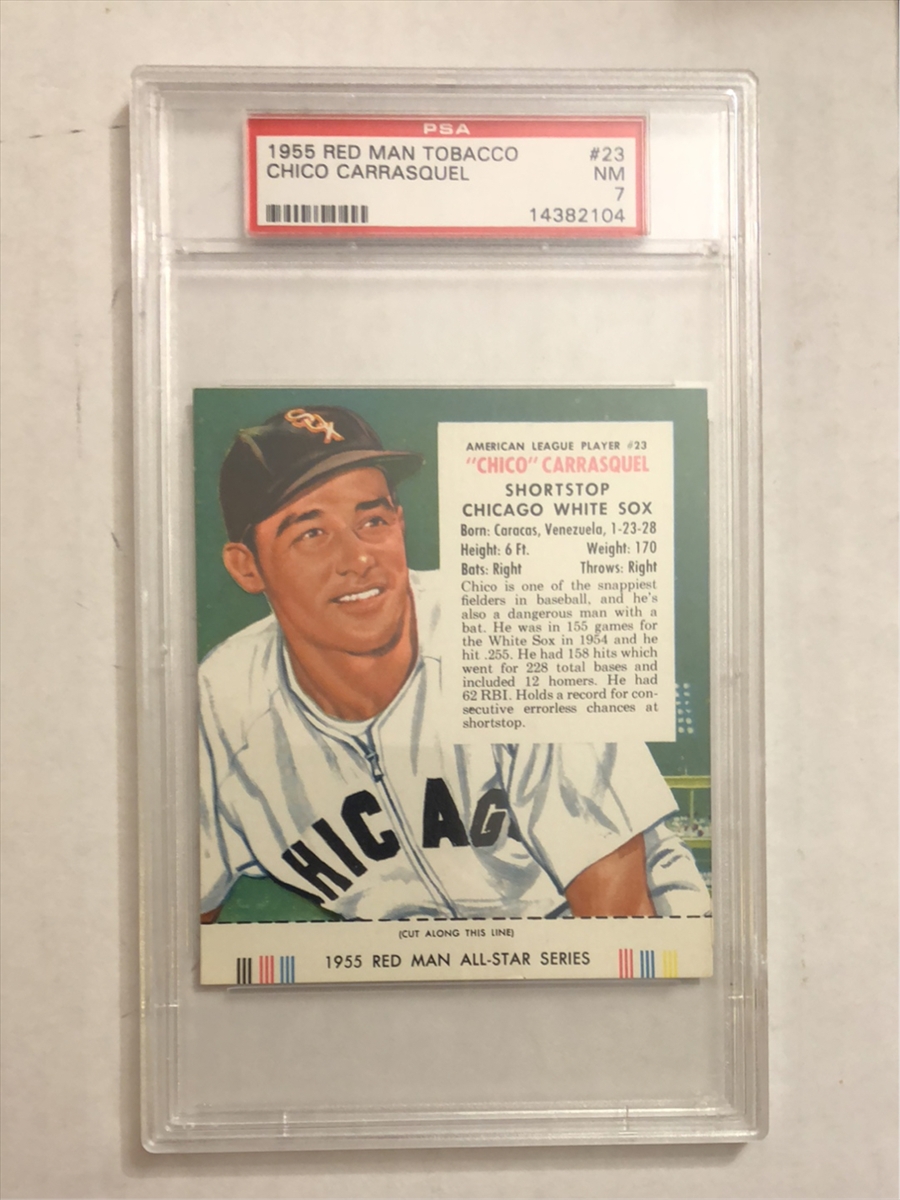 PSA
1955 RED MAN TOBACCO #23
CHICO CARRASQUEL NM
7
14382104
SOX
AMERICAN LEAGUE PLAYER #23
"CHICO" CARRASQUEL
SHORTSTOP
CHICAGO WHITE SOX
Born: Caracas, Venezuela, 1-23-28
Height: 6 Ft. Weight: 170
Bats: Right Throws: Right
Chico is one of the snappiest
fielders in baseball, and he's
also a dangerous man with a
bat. He was in 155 games for
the White Sox in 1954 and he
hit .255. He had 158 hits which
went for 228 total bases and
included 12 homers. He had
62 RBI. Holds a record for con-
secutive errorless chances at
shortstop.
HICAG
(CUT ALONG THIS LINE)
1955 RED MAN ALL-STAR SERIES